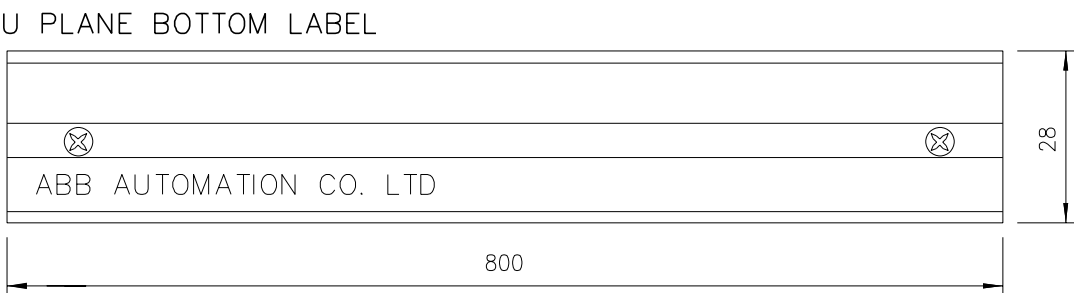 U PLANE BOTTOM LABEL
28
ABB AUTOMATION CO. LTD
800